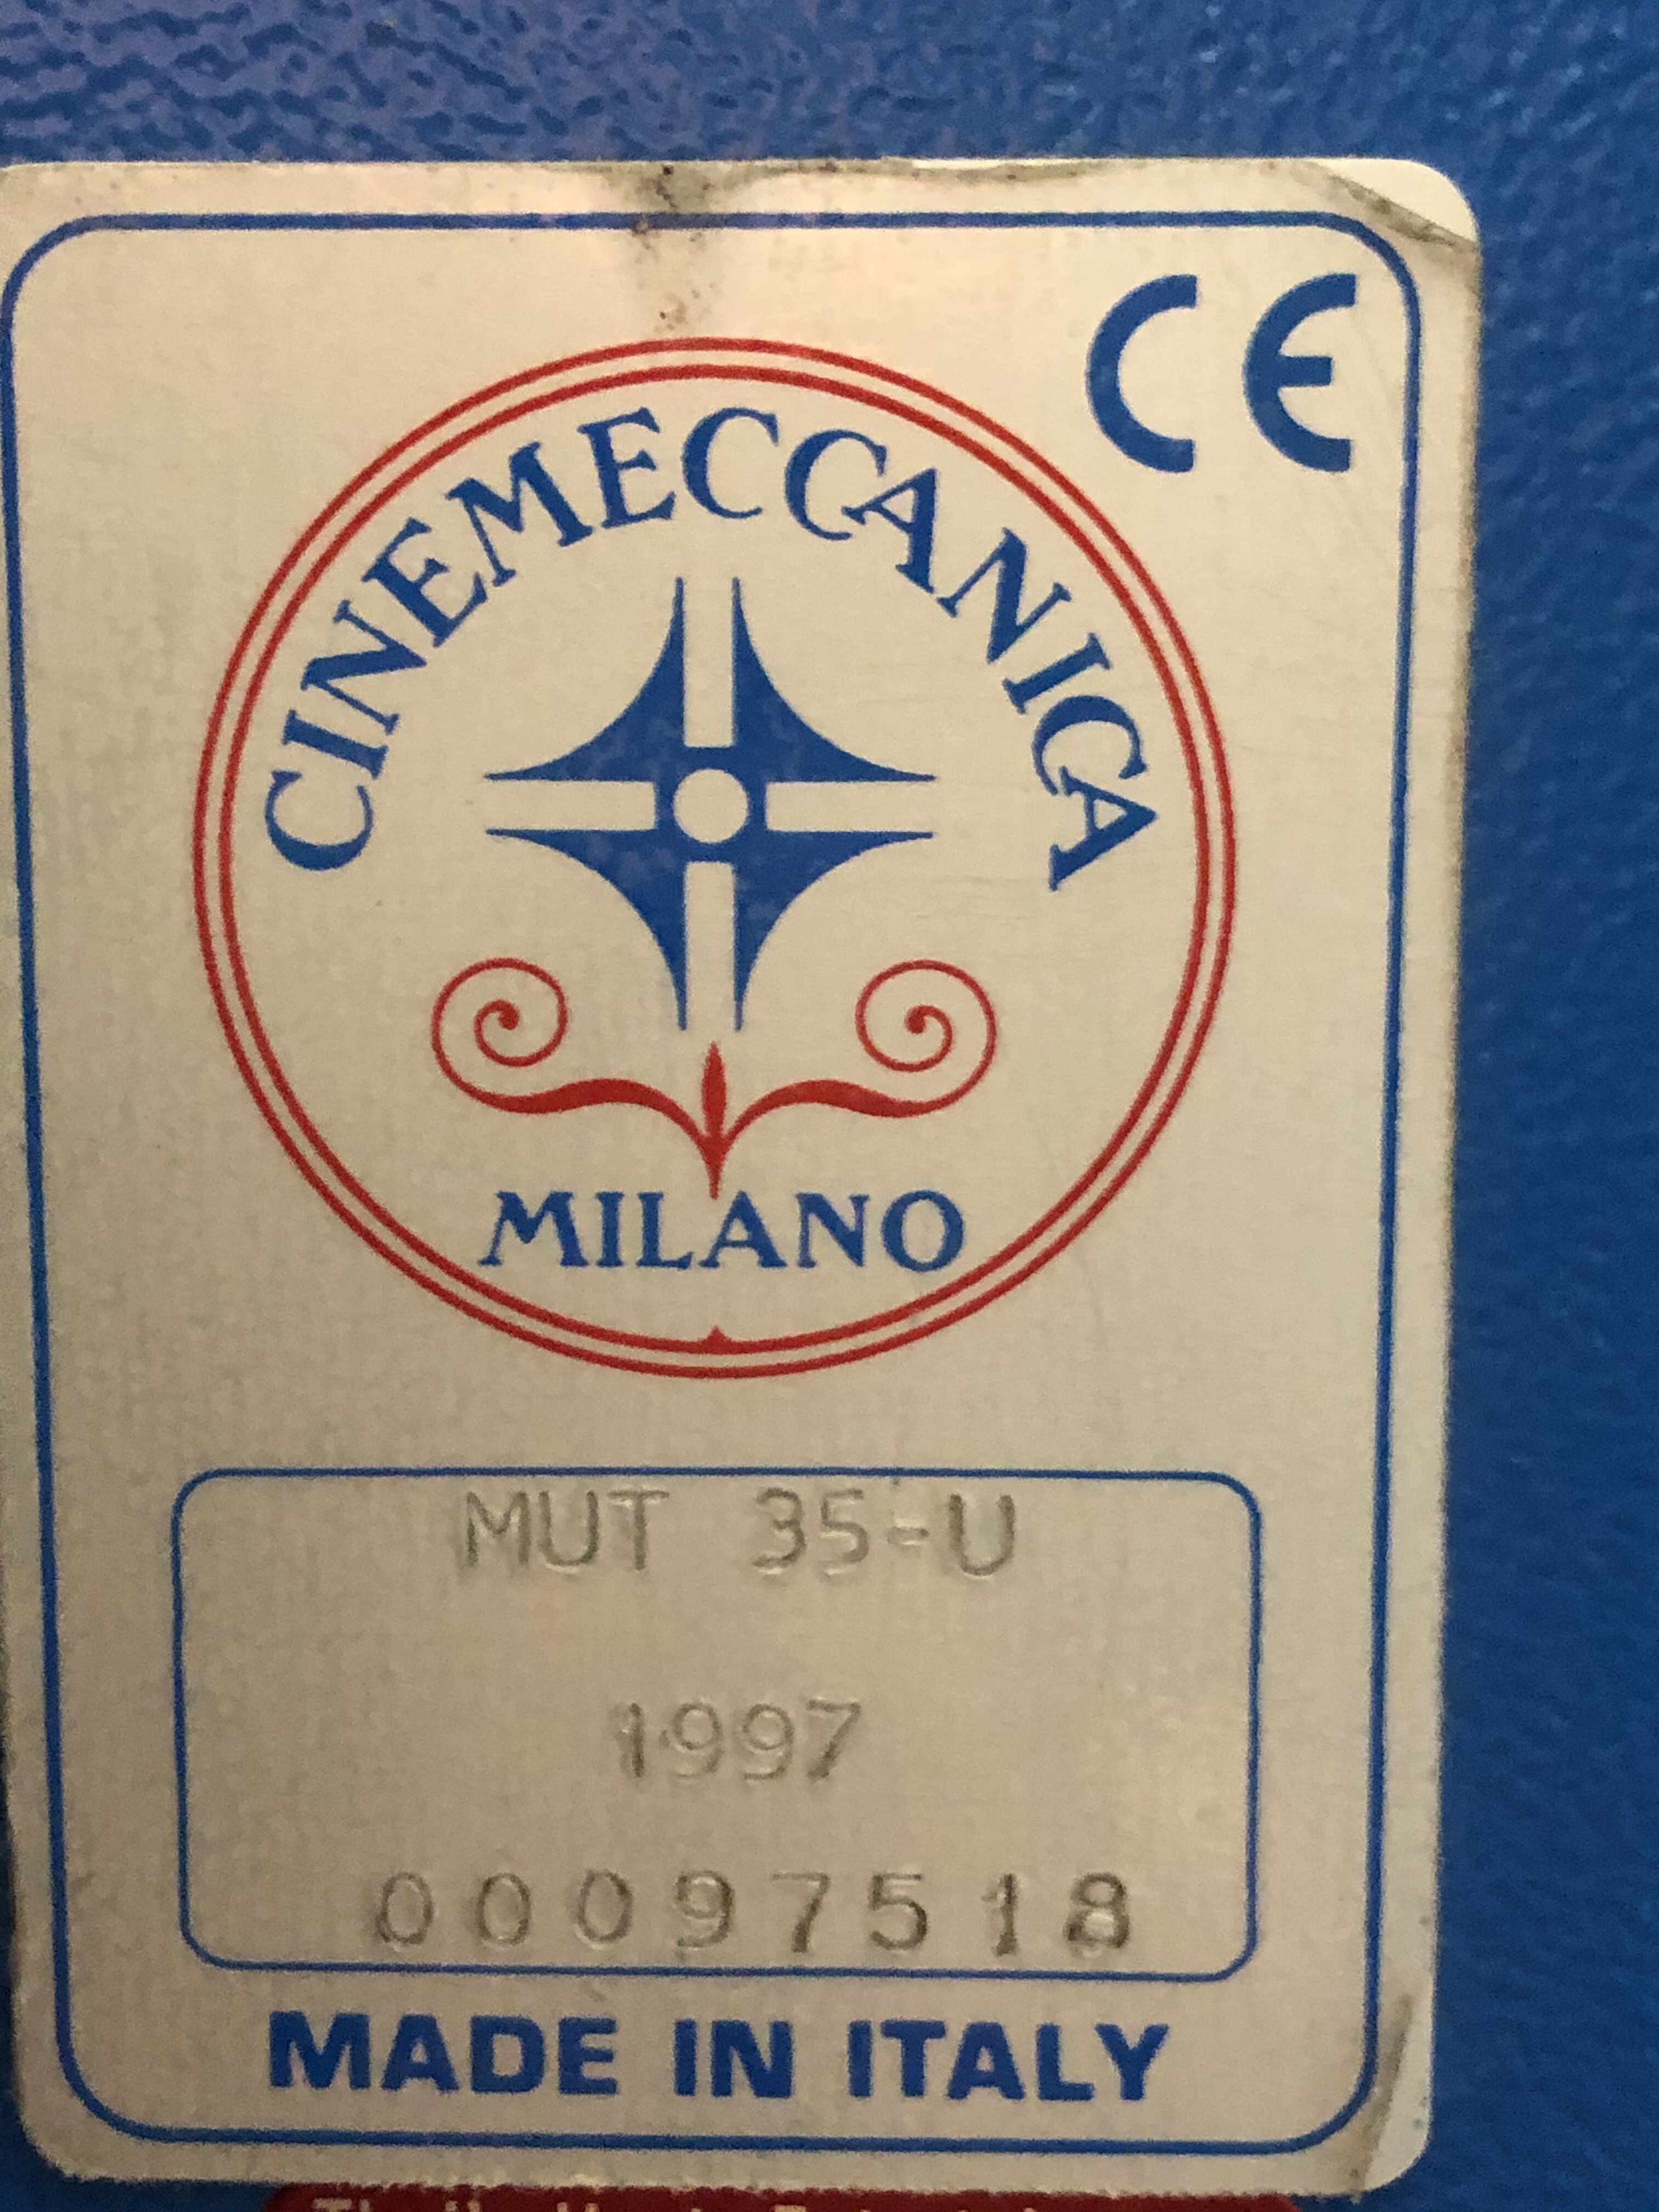 CE
CINEMECCANICA
MILANO
MUT 35-U
1997
00097518
MADE IN ITALY